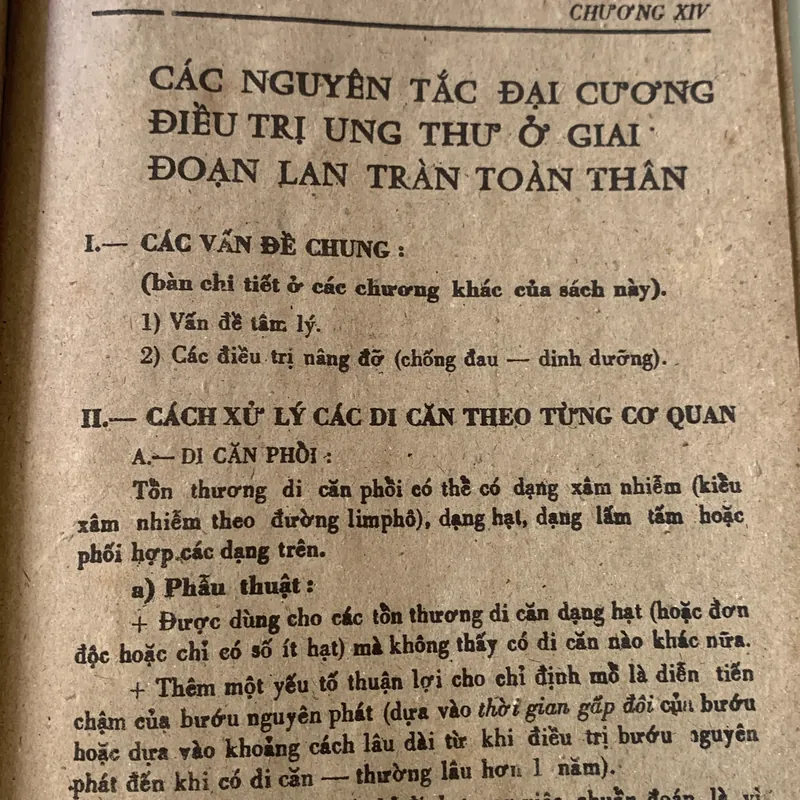 CHƯƠNG XIV
CÁC NGUYÊN TẮC ĐẠI CƯƠNG
ĐIỀU TRỊ UNG THƯ Ở GIAI
ĐOẠN LAN TRÀN TOÀN THÂN
I.— CÁC VẤN ĐỀ CHUNG :
(bàn chi tiết ở các chương khác của sách này).
1) Vấn đề tâm lý.
2) Các điều trị nâng đỡ (chống đau — dinh dưỡng).
II.— CÁCH XỬ LÝ CÁC DI CĂN THEO TỪNG CƠ QUAN
A.— DI CĂN PHỔI :
Tổn thương di căn phổi có thể có dạng xâm nhiễm (kiểu
xâm nhiễm theo đường limphô), dạng hạt, dạng lấm tấm hoặc
phối hợp các dạng trên.
a) Phẫu thuật :
+ Được dùng cho các tổn thương di căn dạng hạt (hoặc đơn
độc hoặc chỉ có số ít hạt) mà không thấy có di căn nào khác nữa.
+ Thêm một yếu tố thuận lợi cho chỉ định mổ là diễn tiến
chậm của bướu nguyên phát (dựa vào thời gian gấp đôi của bướu
hoặc dựa vào khoảng cách lâu dài từ khi điều trị bướu nguyên
phát đến khi có di căn — thường lâu hơn 1 năm).
chuẩn đoán là vì